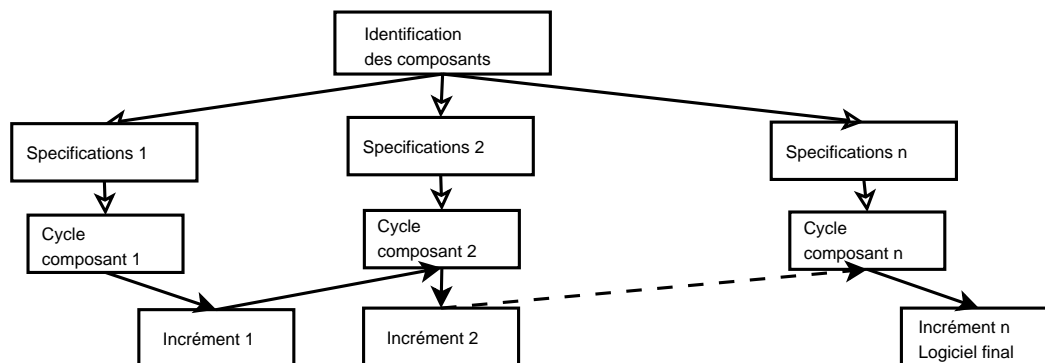 Identification
des composants
Specifications 1
Specifications 2
Specifications n
Cycle
composant 1
Cycle
composant 2
Cycle
composant n
Incrément 1
Incrément 2
Incrément n
Logiciel final